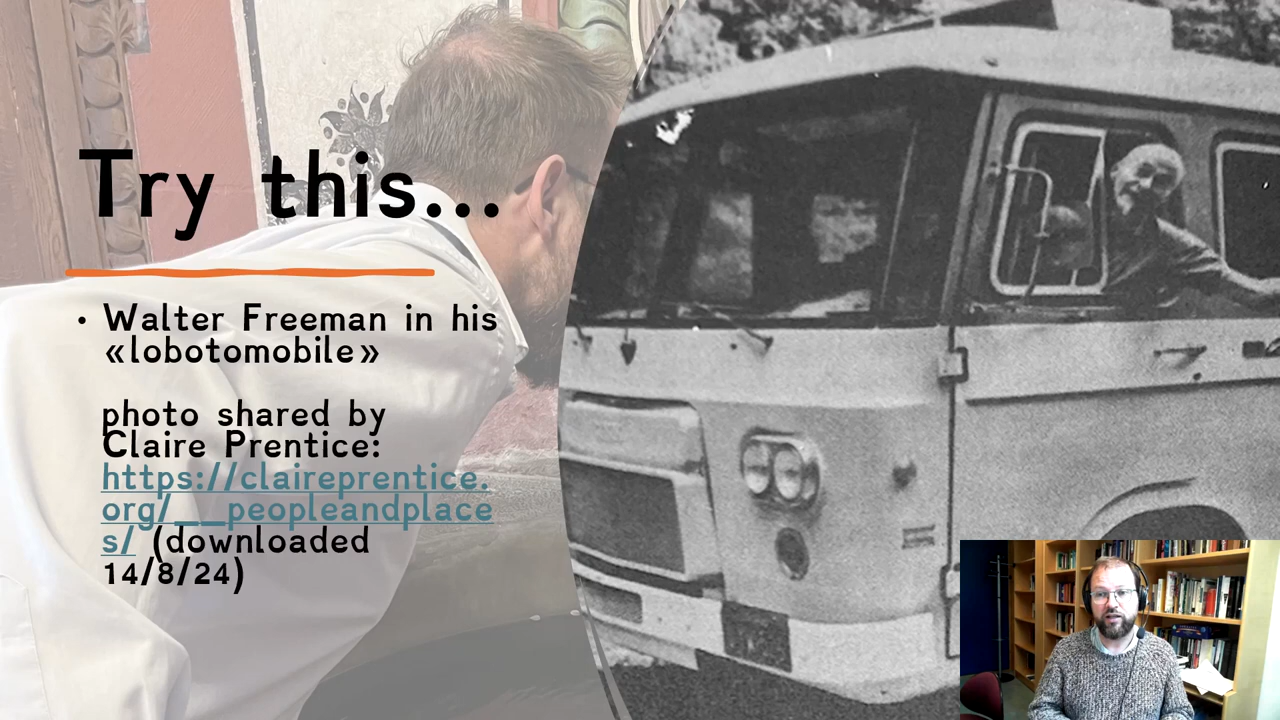 Try this...
• Walter Freeman in his
«lobotomobile»
photo shared by
Claire Prentice:
https://claireprentice.
org/__peopleandplace
s/ (downloaded
14/8/24)